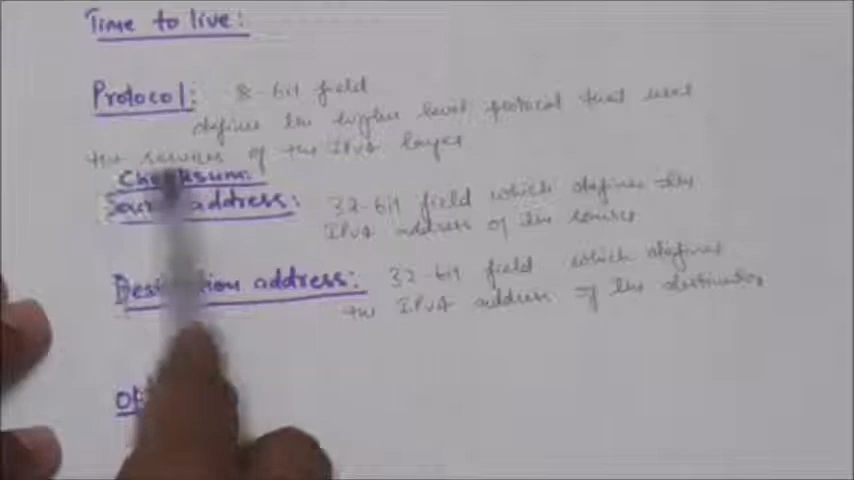 Time to live:
Protocol: 8-bit field
define the higher level protocol that used
the services of the IPv4 layer
Checksum:
Source address: 32-bit field which defines the
IPv4 address of the source
Destination address: 32-bit field which defines
the IPv4 address of the destination